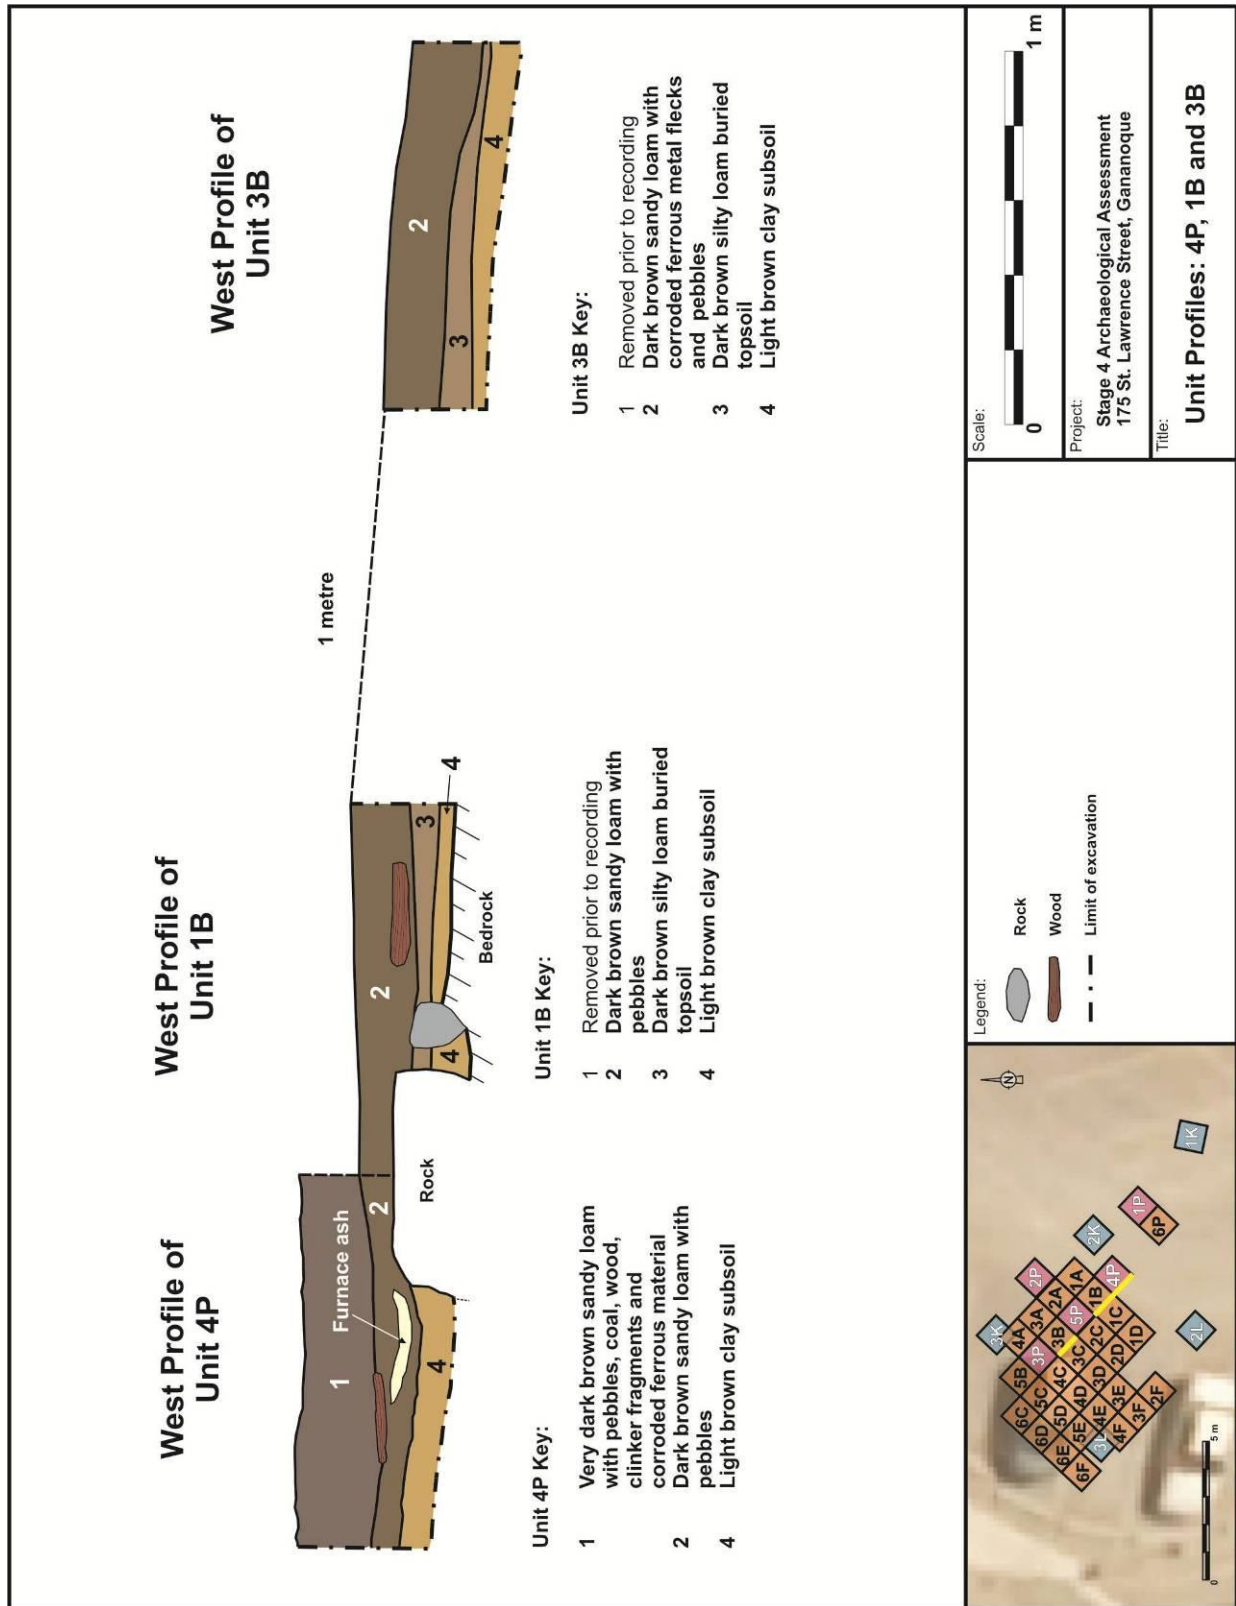 West Profile of
Unit 4P
West Profile of
Unit 1B
West Profile of
Unit 3B
1
Furnace ash
2
4
Rock
2
3
4
4
Bedrock
1 metre
2
3
4
Unit 4P Key:
1 Very dark brown sandy loam
with pebbles, coal, wood,
clinker fragments and
corroded ferrous material
2 Dark brown sandy loam with
pebbles
4 Light brown clay subsoil
Unit 1B Key:
1 Removed prior to recording
2 Dark brown sandy loam with
pebbles
3 Dark brown silty loam buried
topsoil
4 Light brown clay subsoil
Unit 3B Key:
1 Removed prior to recording
2 Dark brown sandy loam with
corroded ferrous metal flecks
and pebbles
3 Dark brown silty loam buried
topsoil
4 Light brown clay subsoil
N
3K
4A
3A
2P
2A
1A
2K
1P
6P
1K
5B
3P
3B
5P
1B
4P
6C
5C
4C
3C
2C
1C
6D
5D
4D
3D
2D
1D
6E
5E
4E
3E
6F
4F
3F
2F
2L
0 5 m
Legend:
Rock
Wood
Limit of excavation
Scale:
0 1 m
Project:
Stage 4 Archaeological Assessment
175 St. Lawrence Street, Gananoque
Title:
Unit Profiles: 4P, 1B and 3B